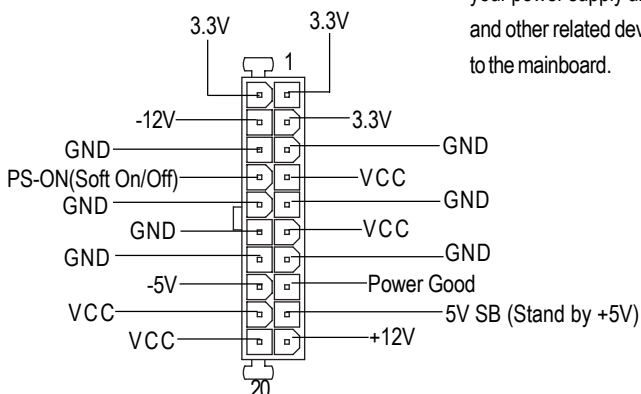 your power supply
and other related
to the mainboard.
3.3V
3.3V
1
-12V
3.3V
GND
GND
PS-ON(Soft On/Off)
VCC
GND
GND
GND
VCC
GND
GND
-5V
Power Good
VCC
5V SB (Stand by +5V)
VCC
+12V
20